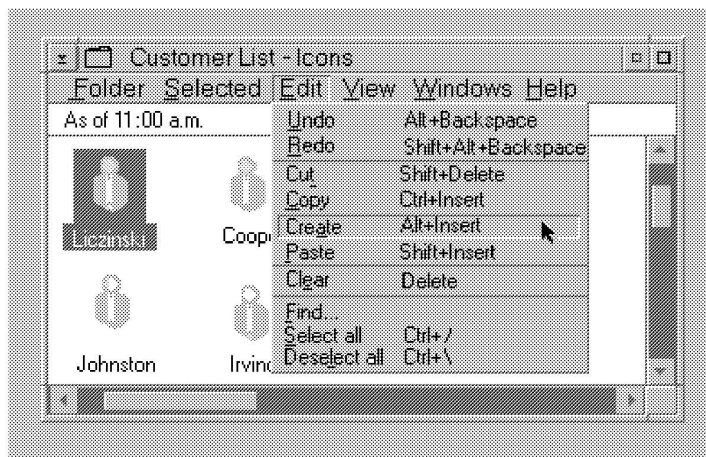 Customer List - Icons
Folder Selected Edit View Windows Help
As of 11:00 a.m.
Undo Alt+Backspace
Redo Shift+Alt+Backspace
Cut Shift+Delete
Copy Ctrl+Insert
Create Alt+Insert
Paste Shift+Insert
Clear Delete
Find...
Select all Ctrl+/
Deselect all Ctrl+\
Liczinski
Coop
Johnston
Irvin